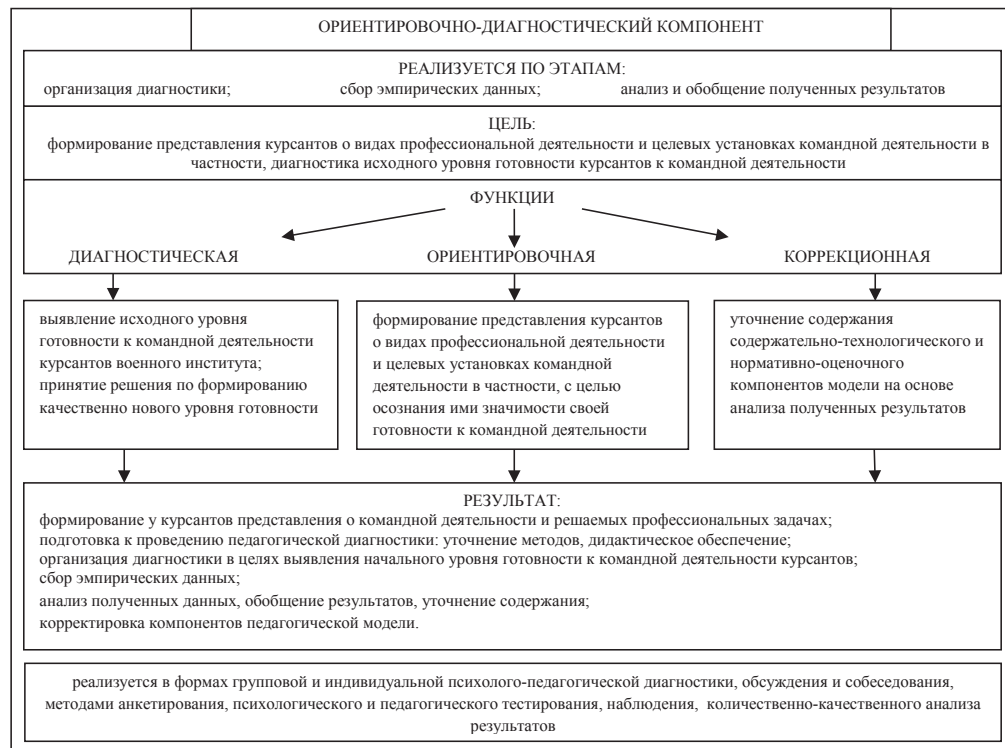 ОРИЕНТИРОВОЧНО-ДИАГНОСТИЧЕСКИЙ КОМПОНЕНТ
РЕАЛИЗУЕТСЯ ПО ЭТАПАМ:
организация диагностики; сбор эмпирических данных; анализ и обобщение полученных результатов
ЦЕЛЬ:
формирование представления курсантов о видах профессиональной деятельности и целевых установках командной деятельности в
частности, диагностика исходного уровня готовности курсантов к командной деятельности
ФУНКЦИИ
ДИАГНОСТИЧЕСКАЯ ОРИЕНТИРОВОЧНАЯ КОРРЕКЦИОННАЯ
выявление исходного уровня
готовности к командной деятельности
курсантов военного института;
принятие решения по формированию
качественно нового уровня готовности
формирование представления курсантов
о видах профессиональной деятельности
и целевых установках командной
деятельности в частности, с целью
осознания ими значимости своей
готовности к командной деятельности
уточнение содержания
содержательно-технологического и
нормативно-оценочного
компонентов модели на основе
анализа полученных результатов
РЕЗУЛЬТАТ:
формирование у курсантов представления о командной деятельности и решаемых профессиональных задачах;
подготовка к проведению педагогической диагностики: уточнение методов, дидактическое обеспечение;
организация диагностики в целях выявления начального уровня готовности к командной деятельности курсантов;
сбор эмпирических данных;
анализ полученных данных, обобщение результатов, уточнение содержания;
корректировка компонентов педагогической модели.
реализуется в формах групповой и индивидуальной психолого-педагогической диагностики, обсуждения и собеседования,
методами анкетирования, психологического и педагогического тестирования, наблюдения, количественно-качественного анализа
результатов